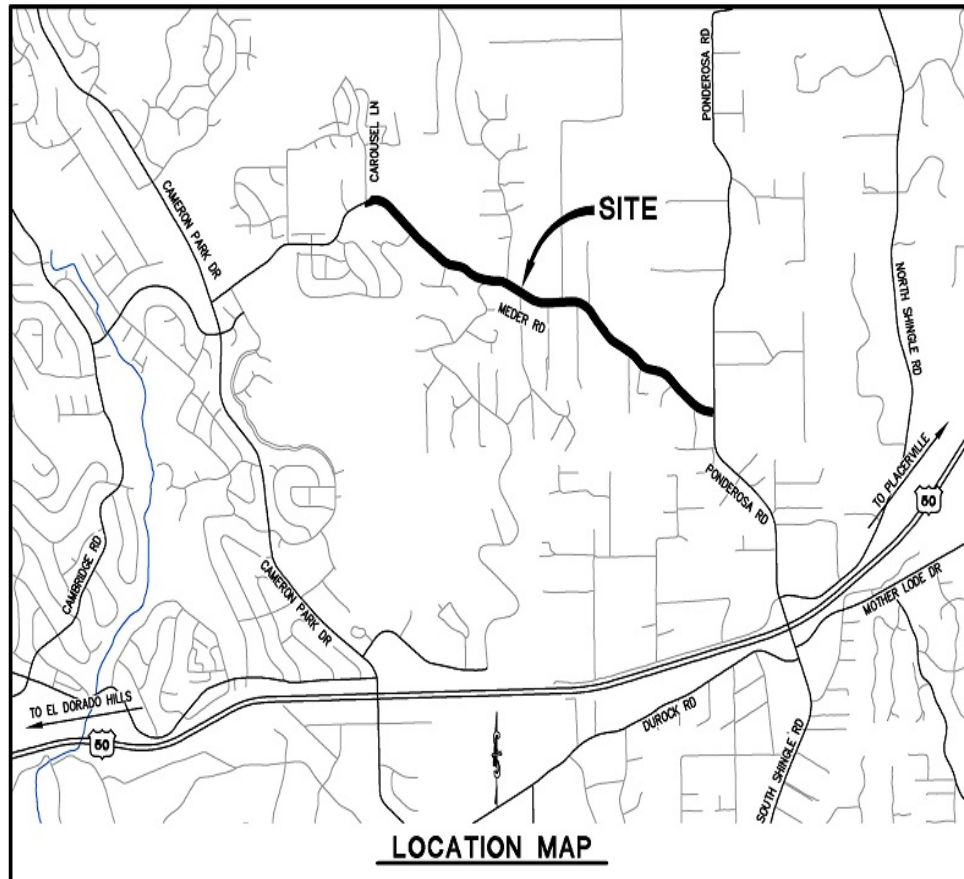 PONDEROSA RD
CAROUSEL LN
CAMERON PARK DR
SITE
MEDER RD
NORTH SHINGLE RD
TO PLACERVILLE
50
PONDEROSA RD
CAMBRIDGE RD
CAMERON PARK DR
MOTHER LODE DR
TO EL DORADO HILLS
50
DUROCK RD
SOUTH SHINGLE RD
LOCATION MAP